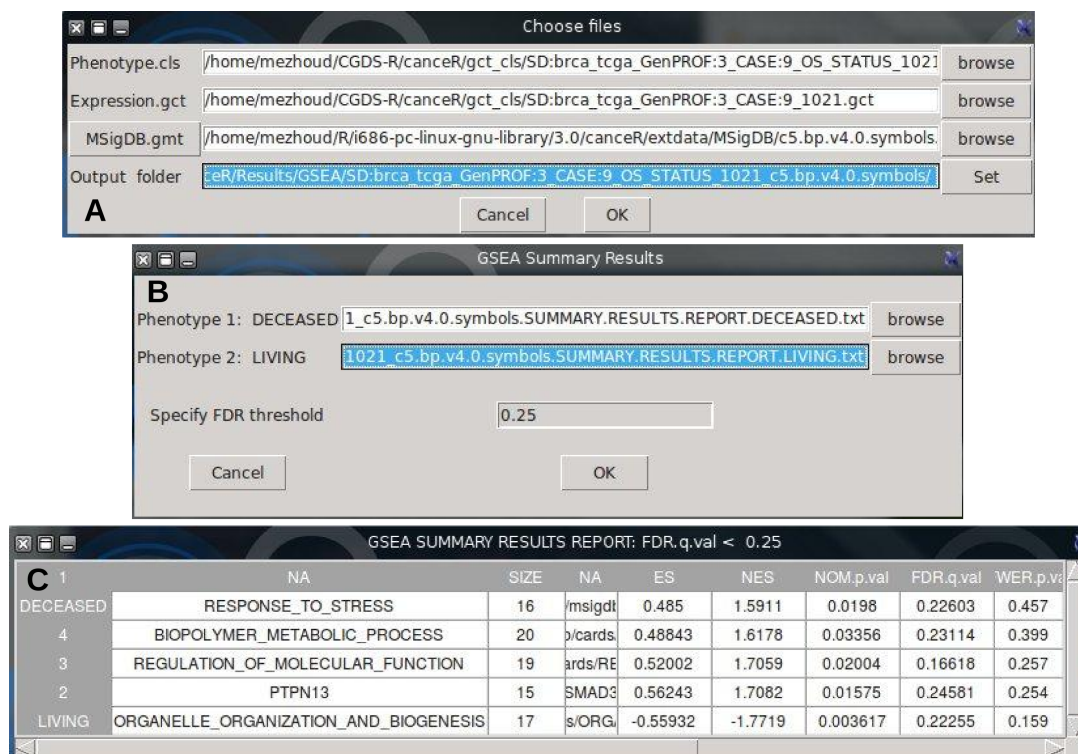 Choose files
Phenotype.cls /home/mezhoud/CGDS-R/canceR/gct_cls/SD:brca_tcga_GenPROF:3_CASE:9_OS_STATUS_1021 browse
Expression.gct /home/mezhoud/CGDS-R/canceR/gct_cls/SD:brca_tcga_GenPROF:3_CASE:9_1021.gct browse
MSigDB.gmt /home/mezhoud/R/i686-pc-linux-gnu-library/3.0/canceR/extdata/MSigDB/c5.bp.v4.0.symbols. browse
Output folder ceR/Results/GSEA/SD:brca_tcga_GenPROF:3_CASE:9_OS_STATUS_1021_c5.bp.v4.0.symbols/ Set
A Cancel OK
GSEA Summary Results
B
Phenotype 1: DECEASED 1_c5.bp.v4.0.symbols.SUMMARY.RESULTS.REPORT.DECEASED.txt browse
Phenotype 2: LIVING 1021_c5.bp.v4.0.symbols.SUMMARY.RESULTS.REPORT.LIVING.txt browse
Specify FDR threshold 0.25
Cancel OK
GSEA SUMMARY RESULTS REPORT: FDR.q.val < 0.25
C 1 NA SIZE NA ES NES NOM.p.val FDR.q.val WER.p.va
DECEASED RESPONSE_TO_STRESS 16 /msigdb 0.485 1.5911 0.0198 0.22603 0.457
4 BIOPOLYMER_METABOLIC_PROCESS 20 p/cards 0.48843 1.6178 0.03356 0.23114 0.399
3 REGULATION_OF_MOLECULAR_FUNCTION 19 ards/RE 0.52002 1.7059 0.02004 0.16618 0.257
2 PTPN13 15 SMAD3 0.56243 1.7082 0.01575 0.24581 0.254
LIVING ORGANELLE_ORGANIZATION_AND_BIOGENESIS 17 s/ORG -0.55932 -1.7719 0.003617 0.22255 0.159